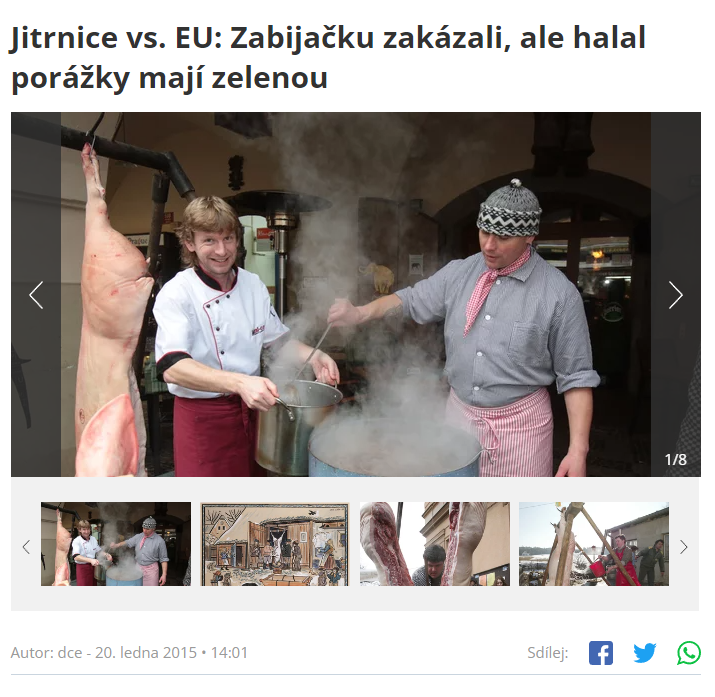 Jitrnice vs. EU: Zabijačku zakázali, ale halal
porážky mají zelenou
1/8
Autor: dce - 20. ledna 2015 • 14:01
Sdílej: